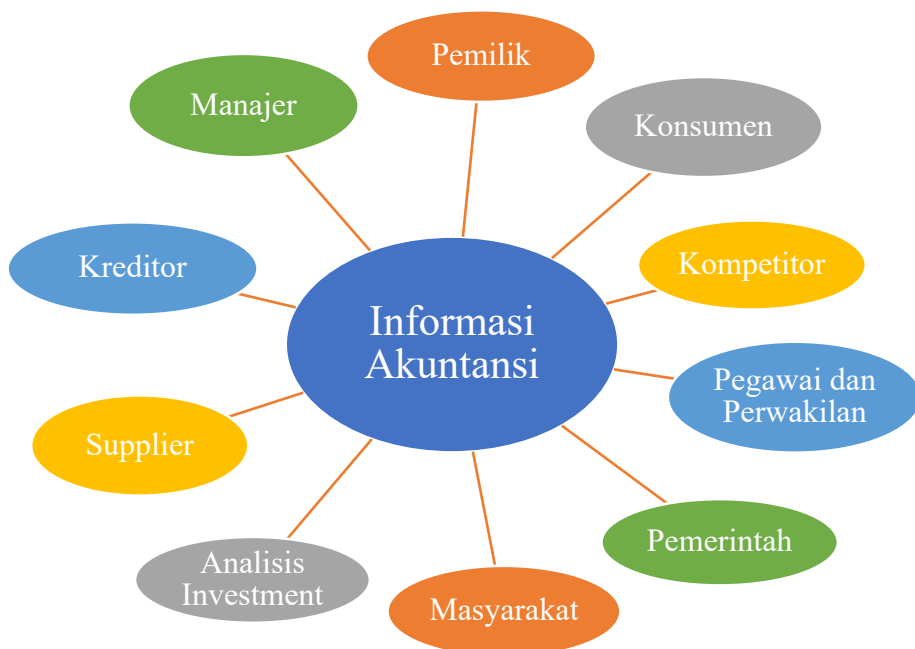 Pemilik
Manajer
Konsumen
Kreditor
Kompetitor
Informasi
Akuntansi
Pegawai dan
Perwakilan
Supplier
Pemerintah
Analisis
Investment
Masyarakat